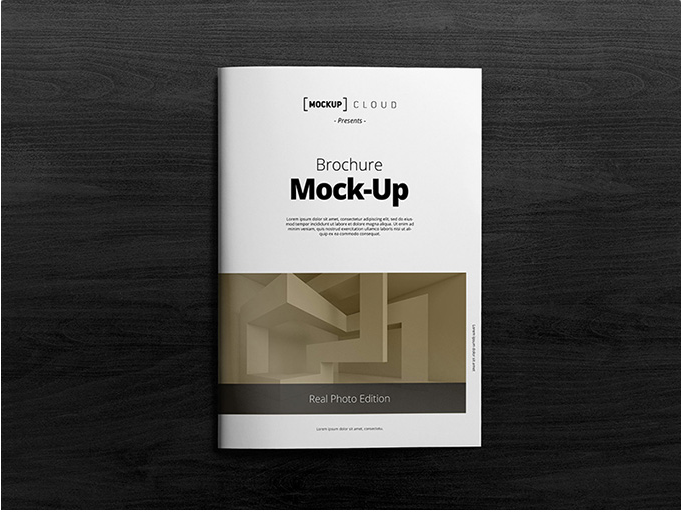 [MOCKUP] CLOUD
- Presents -
Brochure
Mock-Up
Lorem ipsum dolor sit amet, consectetur adipiscing elit, sed do eius
mod tempor incididunt ut labore et dolore magna aliqua. Ut enim ad
minim veniam, quis nostrud exercitation ullamco laboris nisi ut ali-
quip ex ea commodo consequat.
Real Photo Edition
Lorem ipsum dolor sit amet, consectetu